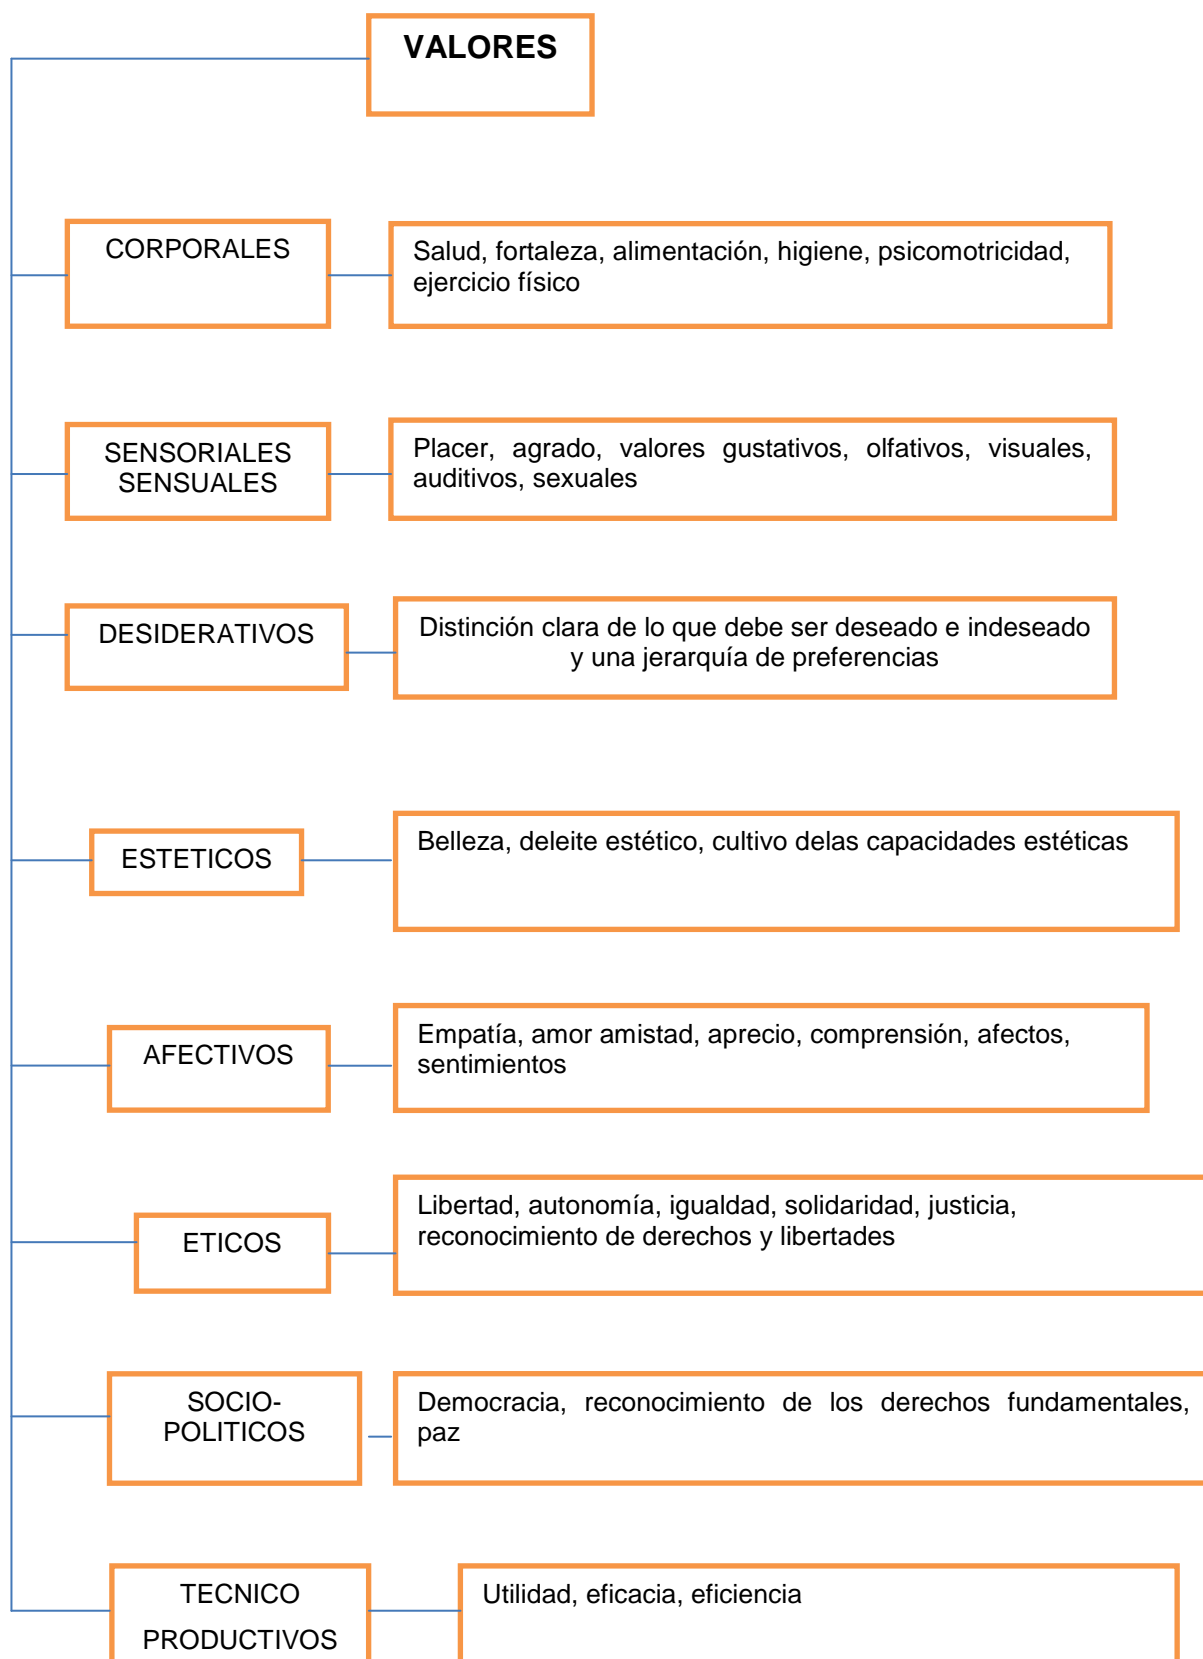 VALORES
CORPORALES
Salud, fortaleza, alimentación, higiene, psicomotricidad,
ejercicio físico
SENSORIALES
SENSUALES
Placer, agrado, valores gustativos, olfativos, visuales,
auditivos, sexuales
DESIDERATIVOS
Distinción clara de lo que debe ser deseado e indeseado
y una jerarquía de preferencias
ESTETICOS
Belleza, deleite estético, cultivo delas capacidades estéticas
AFECTIVOS
Empatía, amor amistad, aprecio, comprensión, afectos,
sentimientos
ETICOS
Libertad, autonomía, igualdad, solidaridad, justicia,
reconocimiento de derechos y libertades
SOCIO-
POLITICOS
Democracia, reconocimiento de los derechos fundamentales,
paz
TECNICO
PRODUCTIVOS
Utilidad, eficacia, eficiencia